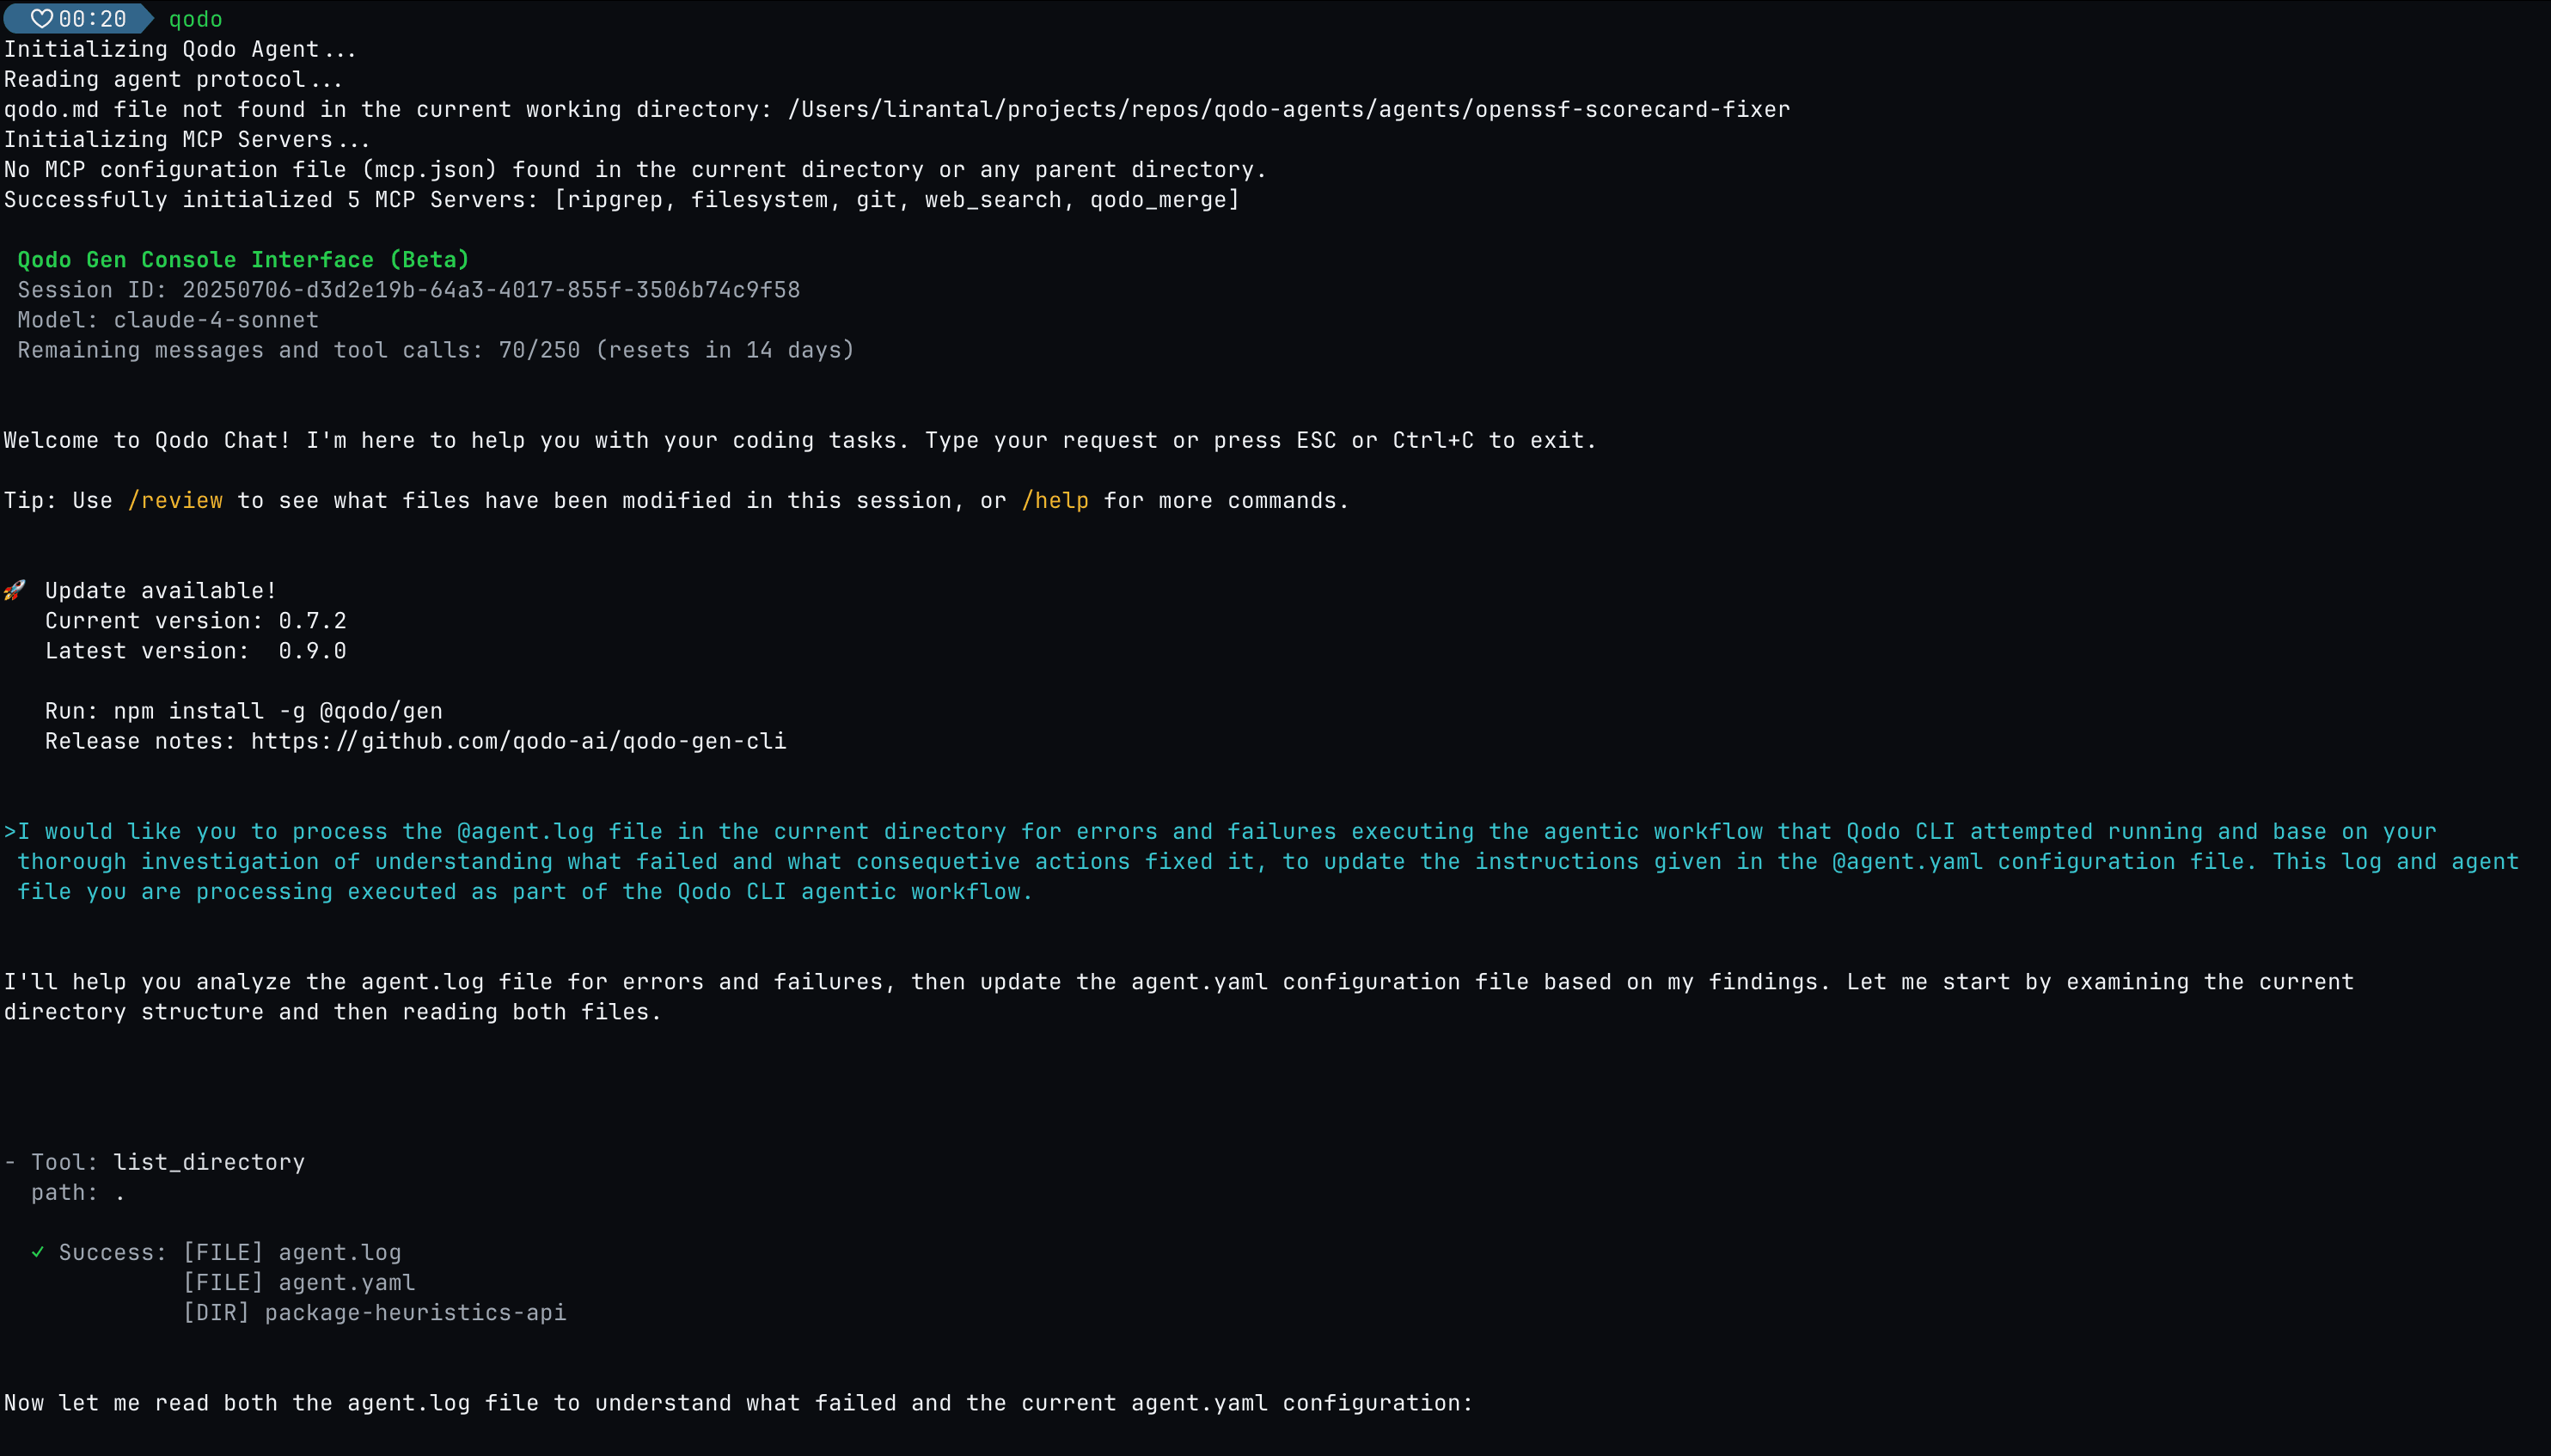 00:20 qodo
Initializing Qodo Agent...
Reading agent protocol...
qodo.md file not found in the current working directory: /Users/lirantal/projects/repos/qodo-agents/agents/openssf-scorecard-fixer
Initializing MCP Servers...
No MCP configuration file (mcp.json) found in the current directory or any parent directory.
Successfully initialized 5 MCP Servers: [ripgrep, filesystem, git, web_search, qodo_merge]
Qodo Gen Console Interface (Beta)
Session ID: 20250706-d3d2e19b-64a3-4017-855f-3506b74c9f58
Model: claude-4-sonnet
Remaining messages and tool calls: 70/250 (resets in 14 days)
Welcome to Qodo Chat! I'm here to help you with your coding tasks. Type your request or press ESC or Ctrl+C to exit.
Tip: Use /review to see what files have been modified in this session, or /help for more commands.
🚀 Update available!
Current version: 0.7.2
Latest version:  0.9.0
Run: npm install -g @qodo/gen
Release notes: https://github.com/qodo-ai/qodo-gen-cli
>I would like you to process the @agent.log file in the current directory for errors and failures executing the agentic workflow that Qodo CLI attempted running and base on your
thorough investigation of understanding what failed and what consequetive actions fixed it, to update the instructions given in the @agent.yaml configuration file. This log and agent
file you are processing executed as part of the Qodo CLI agentic workflow.
I'll help you analyze the agent.log file for errors and failures, then update the agent.yaml configuration file based on my findings. Let me start by examining the current
directory structure and then reading both files.
- Tool: list_directory
path: .
✓ Success: [FILE] agent.log
[FILE] agent.yaml
[DIR] package-heuristics-api
Now let me read both the agent.log file to understand what failed and the current agent.yaml configuration: